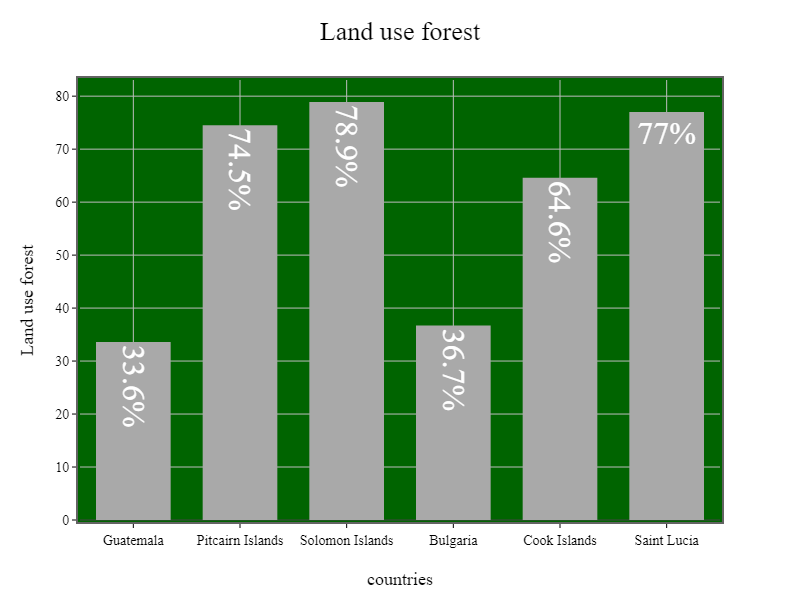 Land use forest
Land use forest
80
70
60
50
40
30
20
10
0
33.6%
74.5%
78.9%
36.7%
64.6%
77%
Guatemala
Pitcairn Islands
Solomon Islands
Bulgaria
Cook Islands
Saint Lucia
countries